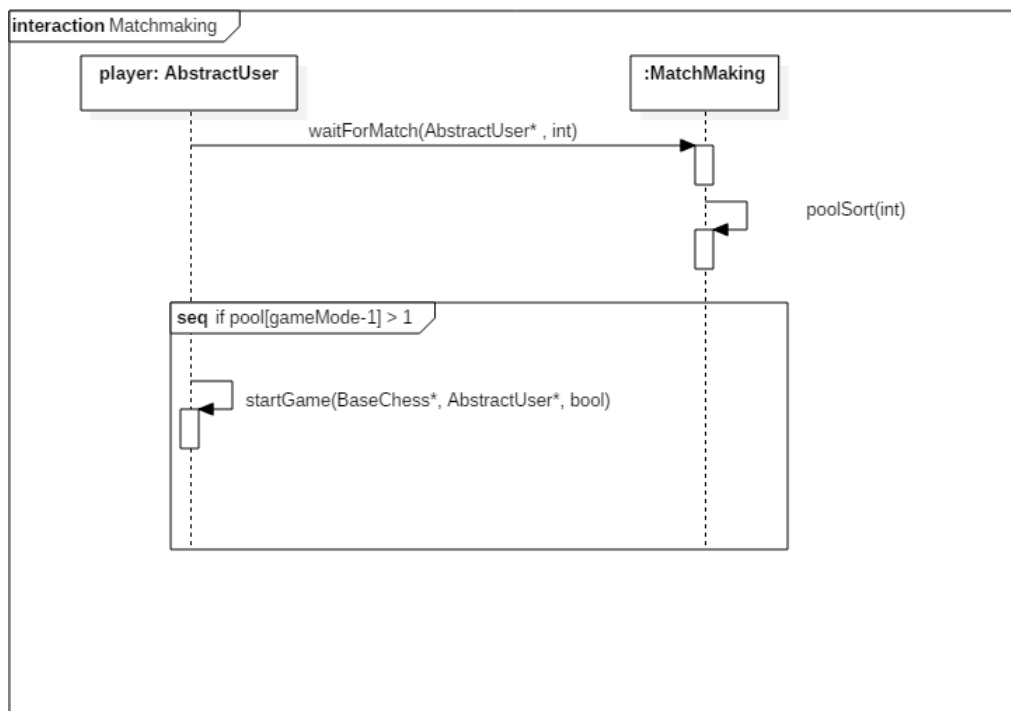 interaction Matchmaking
player: AbstractUser
:MatchMaking
waitForMatch(AbstractUser* , int)
poolSort(int)
seq if pool[gameMode-1] > 1
startGame(BaseChess*, AbstractUser*, bool)